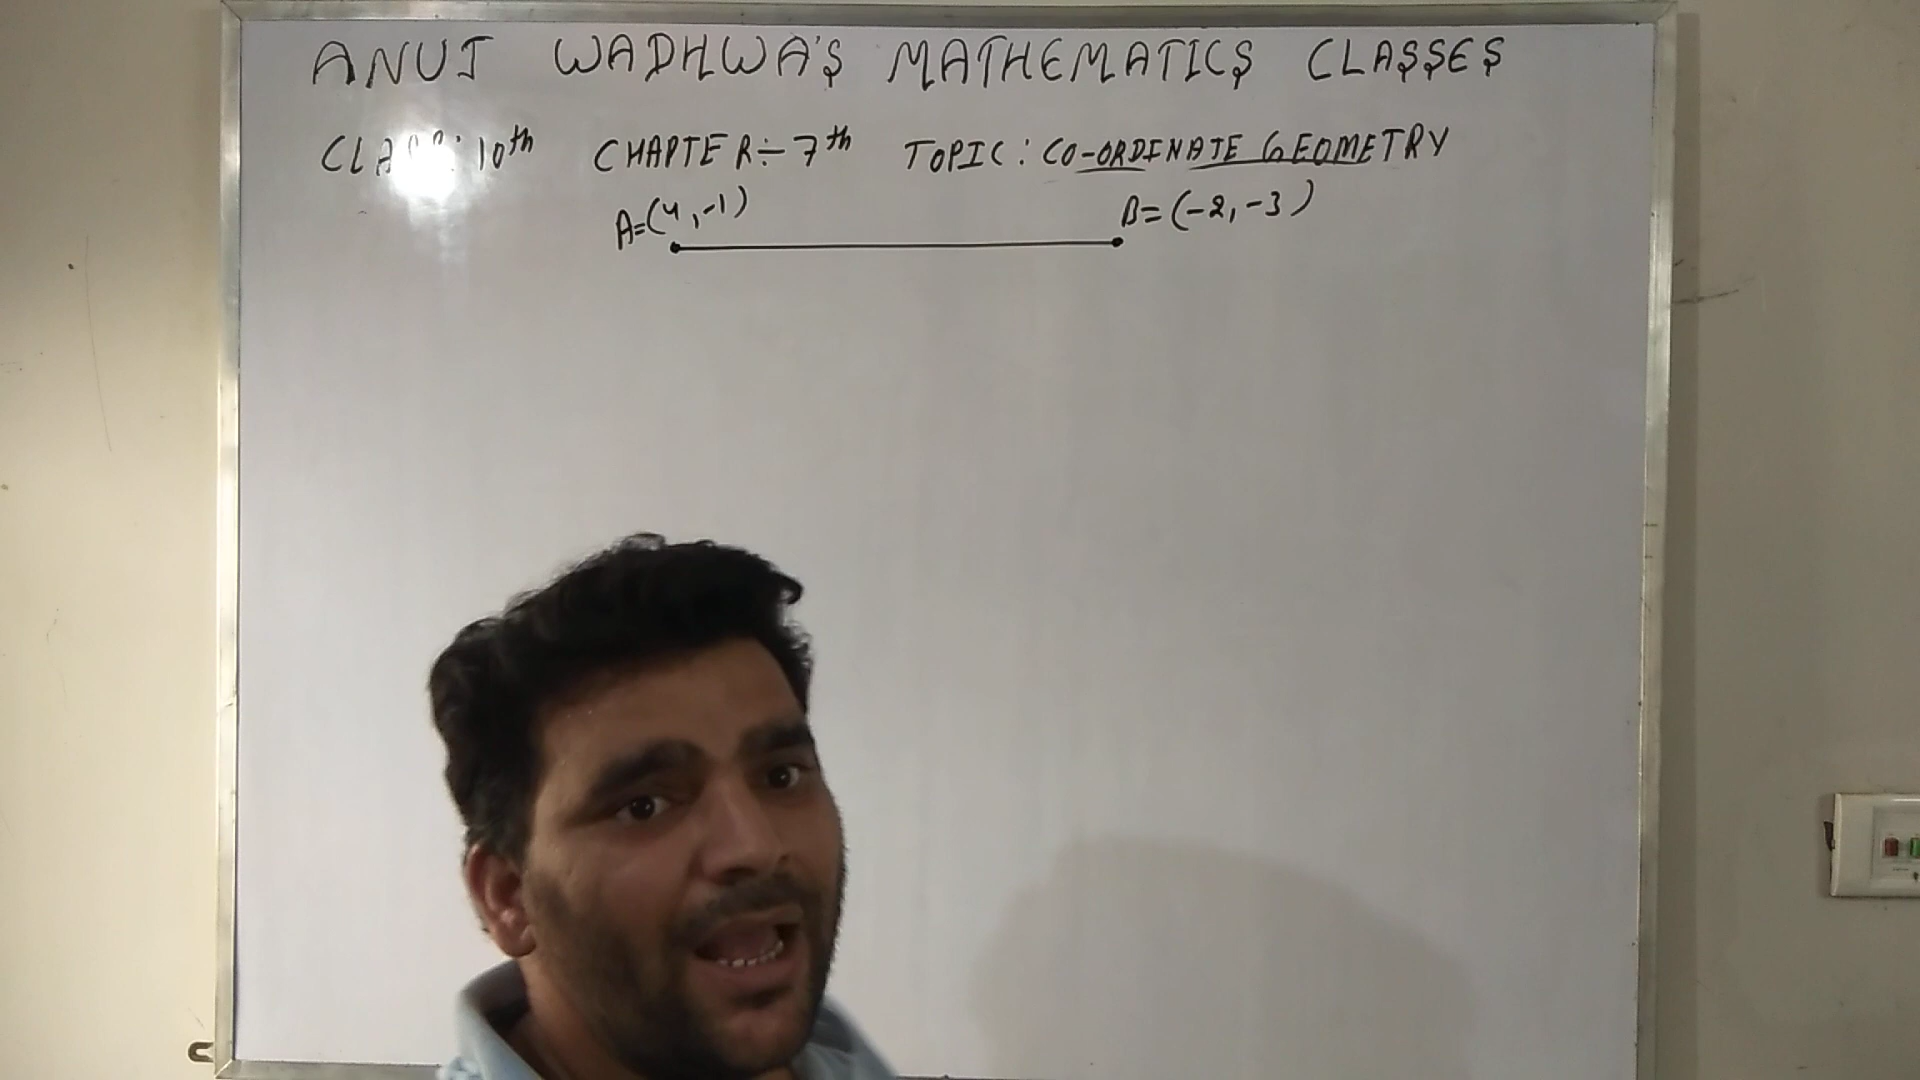 ANUJ WADHWA'S MATHEMATICS CLASSES
10th CHAPTER÷7th TOPIC: CO-ORDINATE GEOMETRY
A=(4,-1) B=(-2,-3)